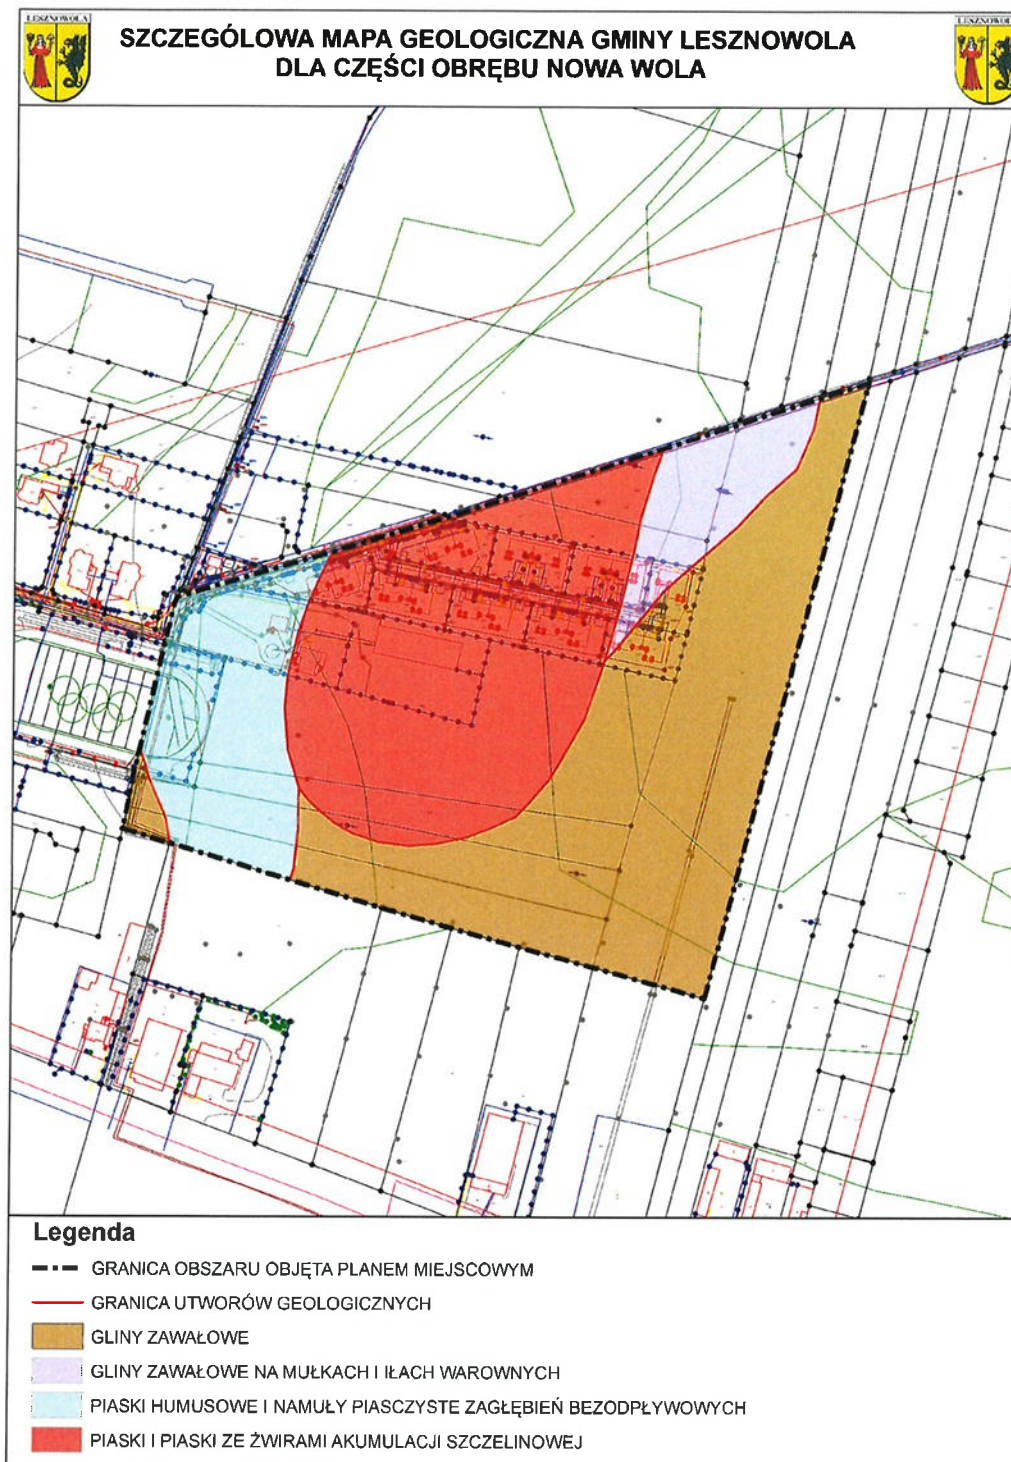 LESZNOWOLA
SZCZEGÓLOWA MAPA GEOLOGICZNA GMINY LESZNOWOLA
DLA CZĘŚCI OBRĘBU NOWA WOLA
LESZNOWOL
Legenda
GRANICA OBSZARU OBJĘTA PLANEM MIEJSCOWYM
GRANICA UTWORÓW GEOLOGICZNYCH
GLINY ZAWAŁOWE
GLINY ZAWAŁOWE NA MUŁKACH I IŁACH WAROWNYCH
PIASKI HUMUSOWE I NAMUŁY PIASCZYSTE ZAGŁĘBIEŃ BEZODPŁYWOWYCH
PIASKI I PIASKI ZE ŻWIRAMI AKUMULACJI SZCZELINOWEJ